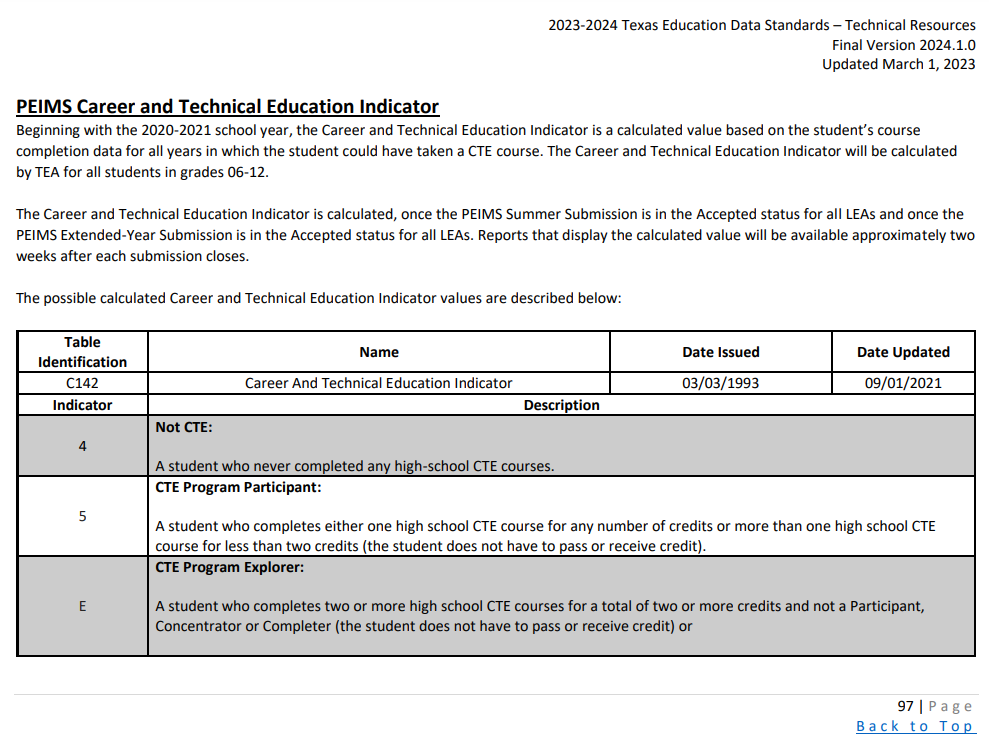 2023-2024 Texas Education Data Standards – Technical Resources
Final Version 2024.1.0
Updated March 1, 2023
PEIMS Career and Technical Education Indicator
Beginning with the 2020-2021 school year, the Career and Technical Education Indicator is a calculated value based on the student's course
completion data for all years in which the student could have taken a CTE course. The Career and Technical Education Indicator will be calculated
by TEA for all students in grades 06-12.
The Career and Technical Education Indicator is calculated, once the PEIMS Summer Submission is in the Accepted status for all LEAs and once the
PEIMS Extended-Year Submission is in the Accepted status for all LEAs. Reports that display the calculated value will be available approximately two
weeks after each submission closes.
The possible calculated Career and Technical Education Indicator values are described below:
Table
Identification
Name
Date Issued
Date Updated
C142
Career And Technical Education Indicator
03/03/1993
09/01/2021
Indicator
Description
4
Not CTE:
A student who never completed any high-school CTE courses.
5
CTE Program Participant:
A student who completes either one high school CTE course for any number of credits or more than one high school CTE
course for less than two credits (the student does not have to pass or receive credit).
E
CTE Program Explorer:
A student who completes two or more high school CTE courses for a total of two or more credits and not a Participant,
Concentrator or Completer (the student does not have to pass or receive credit) or
97 | Page
Back to Top